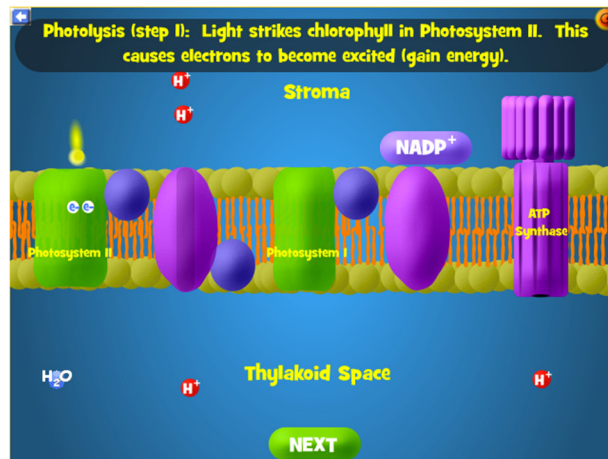 Photolysis (step 1): Light strikes chlorophyll in Photosystem II. This
causes electrons to become excited (gain energy).
H+
Stroma
H+
NADP+
e- e-
ATP
Synthase
Photosystem II
Photosystem I
H2O
H+
Thylakoid Space
H+
NEXT